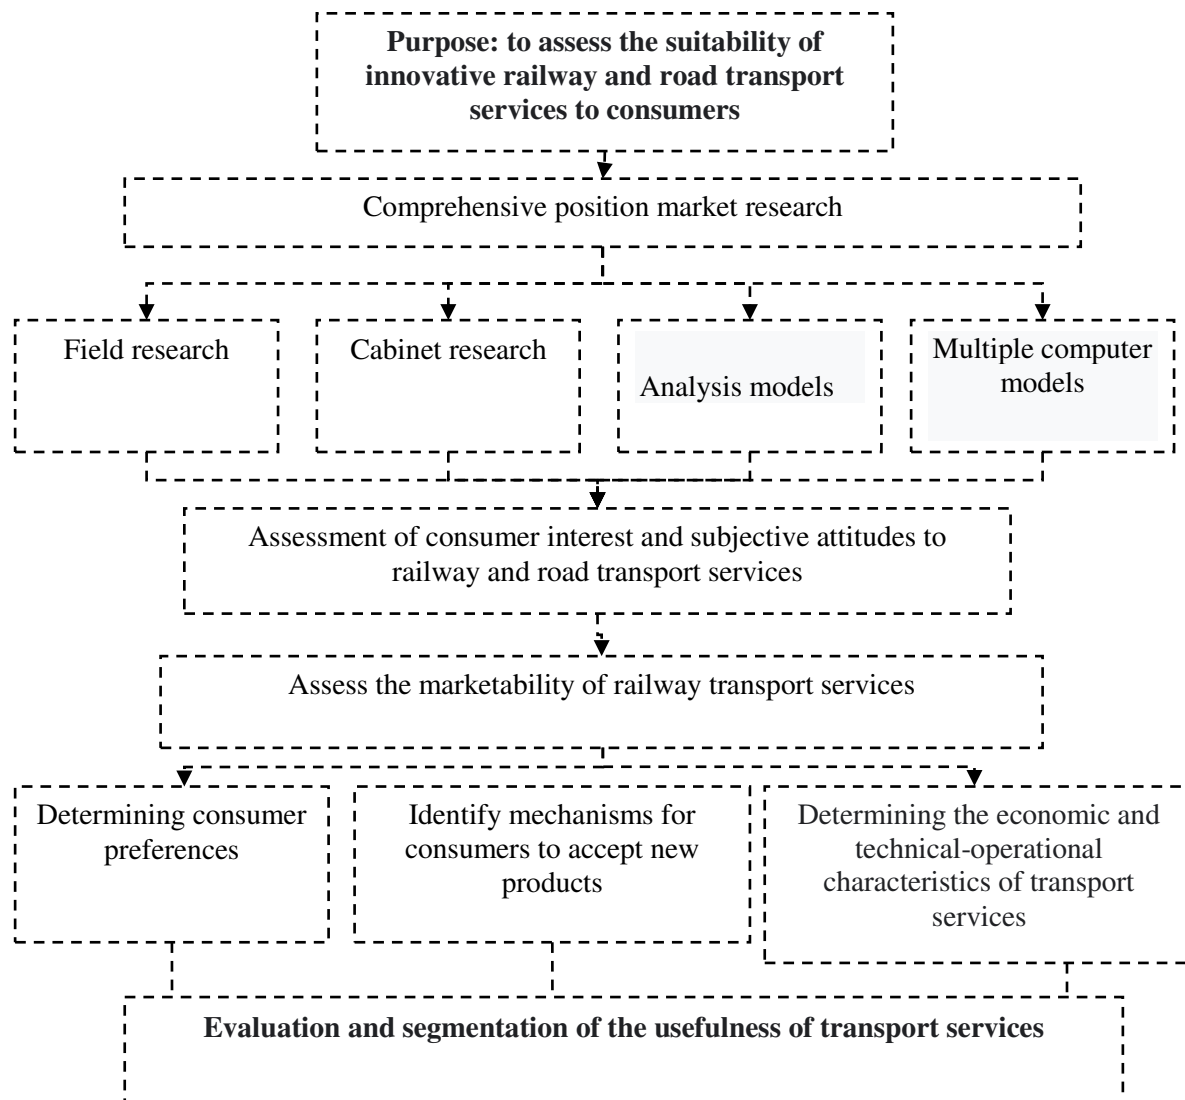 Purpose: to assess the suitability of
innovative railway and road transport
services to consumers
Comprehensive position market research
Field research
Cabinet research
Analysis models
Multiple computer
models
Assessment of consumer interest and subjective attitudes to
railway and road transport services
Assess the marketability of railway transport services
Determining consumer
preferences
Identify mechanisms for
consumers to accept new
products
Determining the economic and
technical-operational
characteristics of transport
services
Evaluation and segmentation of the usefulness of transport services